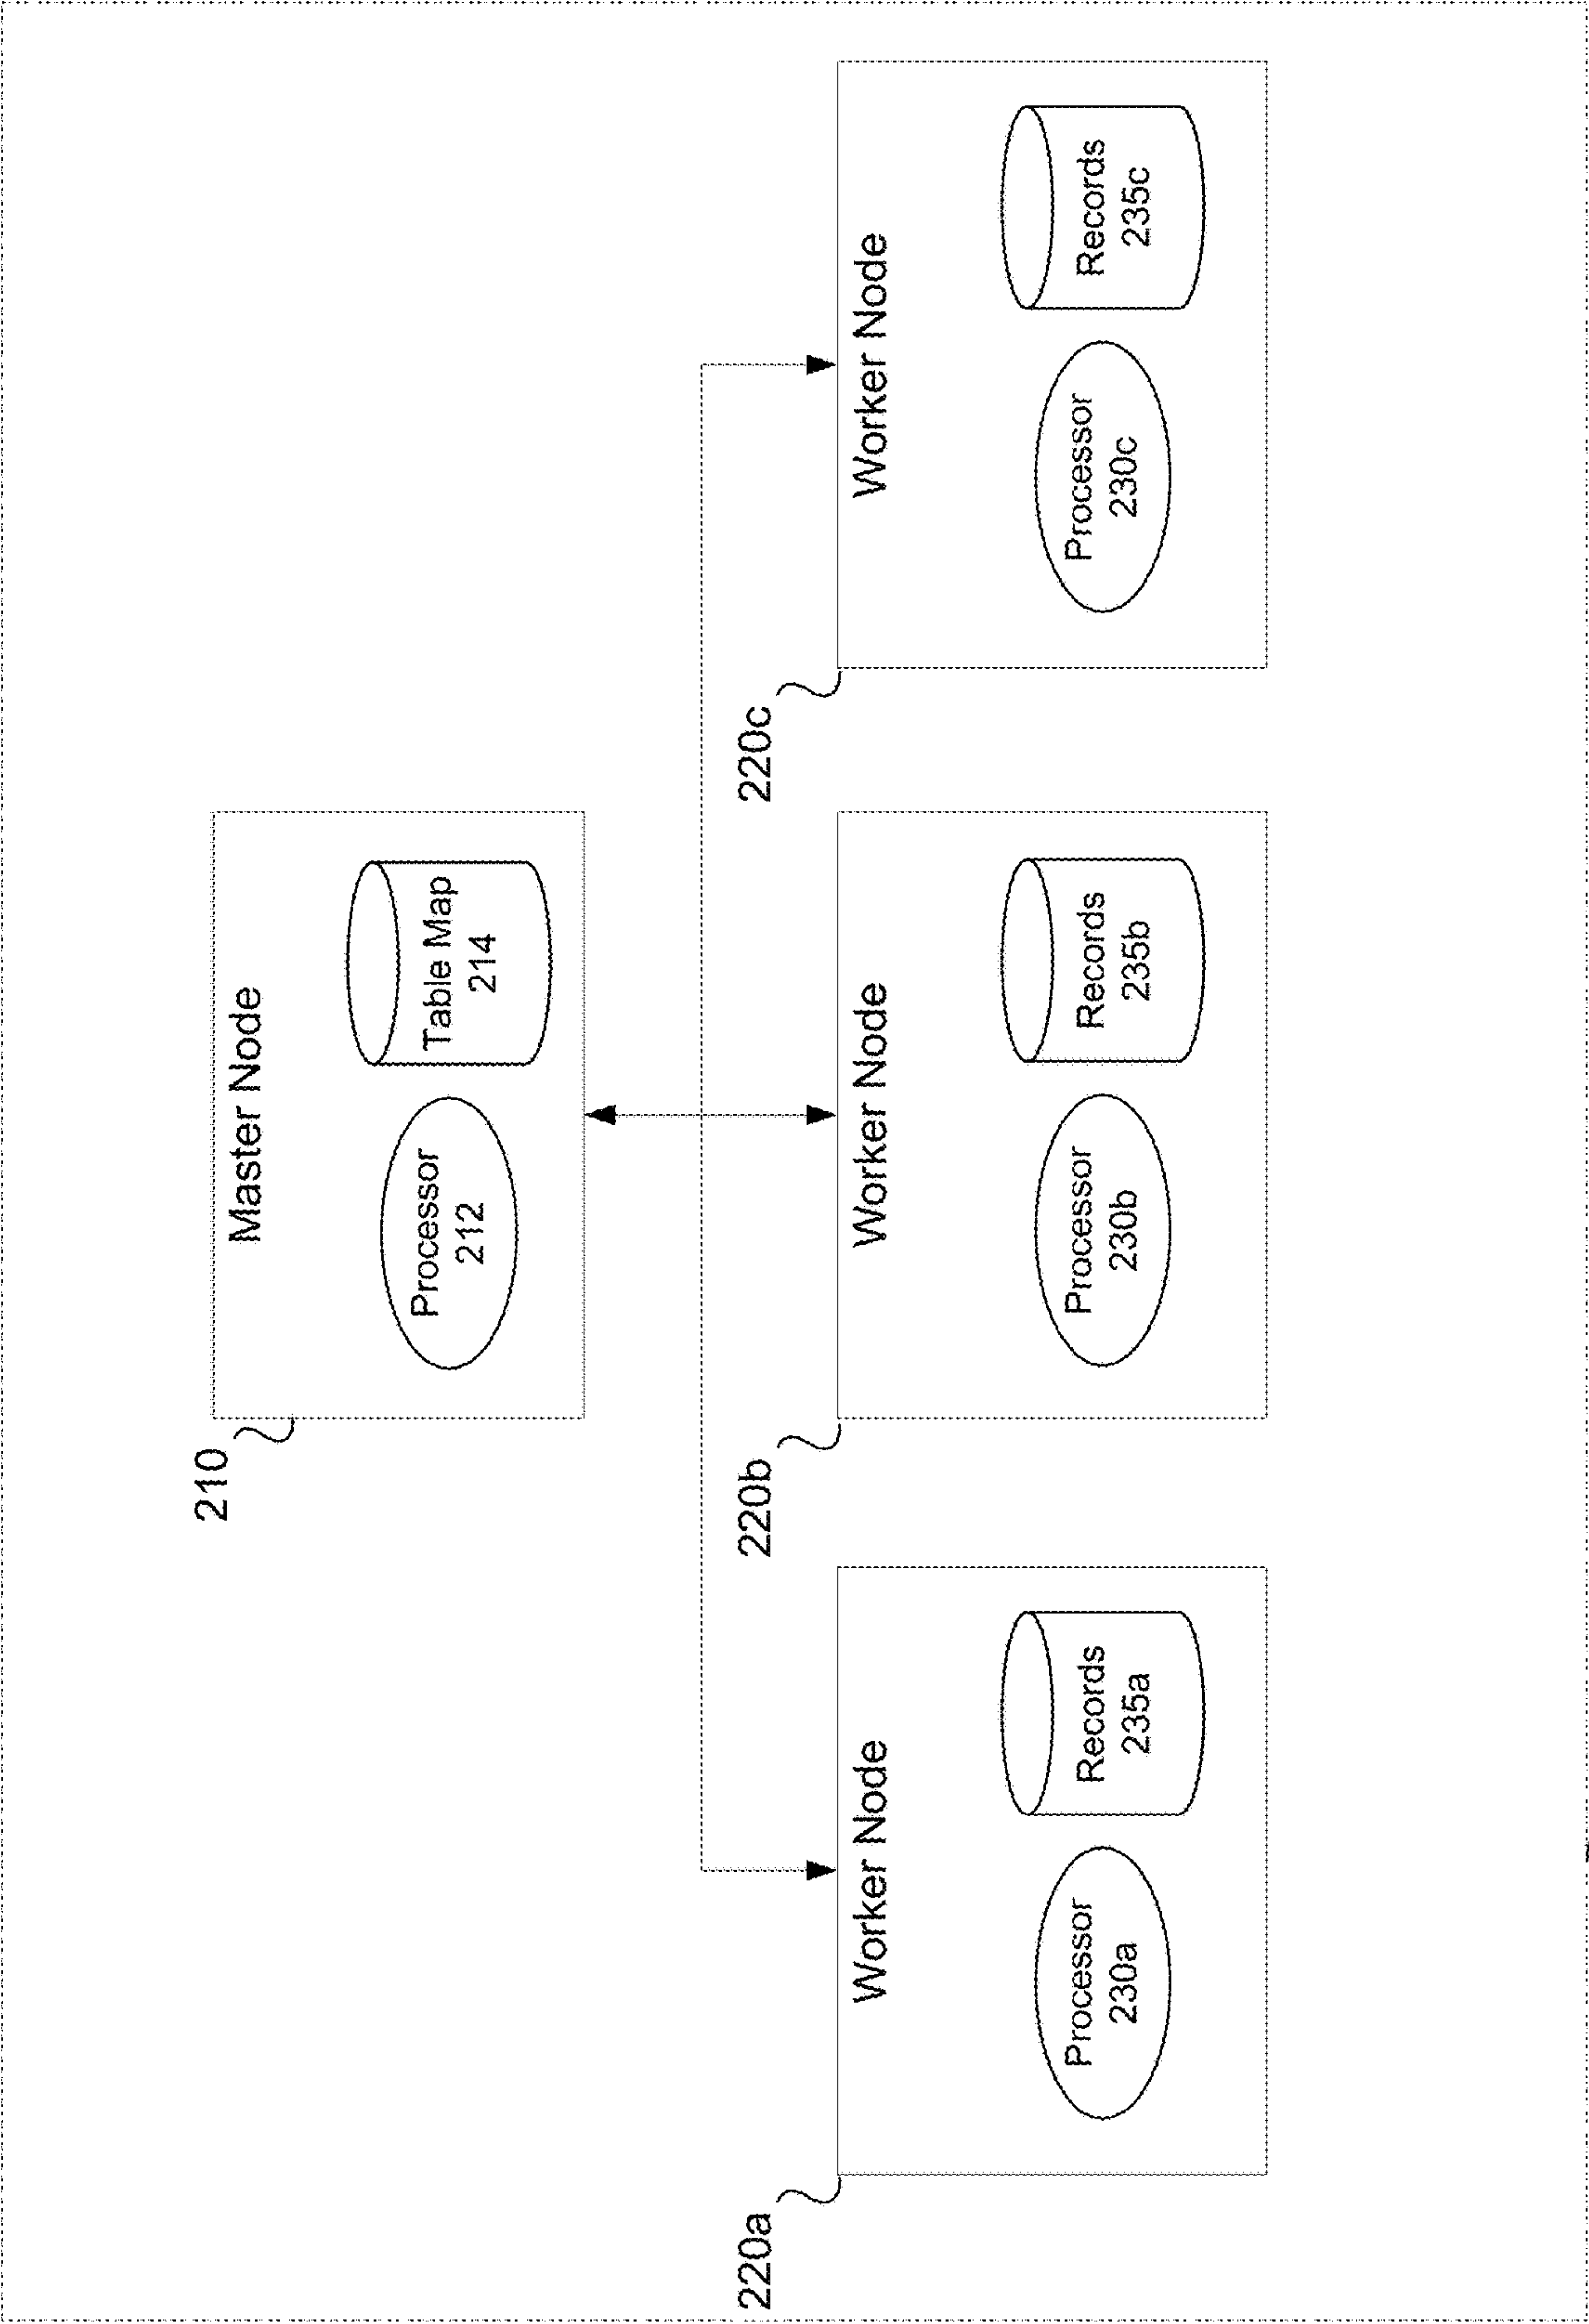 210
Master Node
Processor
212
Table Map
214
220a
Worker Node
Processor
230a
Records
235a
220b
Worker Node
Processor
230b
Records
235b
220c
Worker Node
Processor
230c
Records
235c